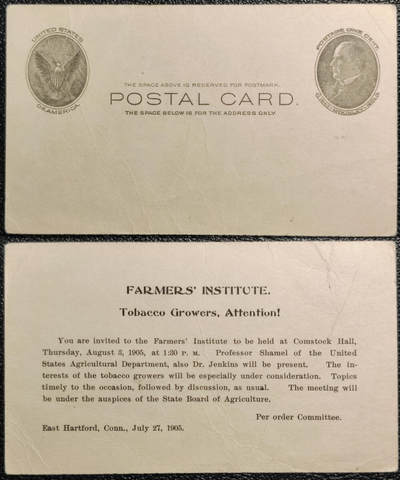 UNITED STATES
OF AMERICA
POSTAGE ONE CENT
THE SPACE ABOVE IS RESERVED FOR POSTMARK.
POSTAL CARD.
THE SPACE BELOW IS FOR THE ADDRESS ONLY.
FARMERS' INSTITUTE.
Tobacco Growers, Attention!
You are invited to the Farmers' Institute to be held at Comstock Hall,
Thursday, August 3, 1905, at 1:30 P. M. Professor Shamel of the United
States Agricultural Department, also Dr. Jenkins will be present. The in-
terests of the tobacco growers will be especially under consideration. Topics
timely to the occasion, followed by discussion, as usual. The meeting will
be under the auspices of the State Board of Agriculture.
Per order Committee.
East Hartford, Conn., July 27, 1905.